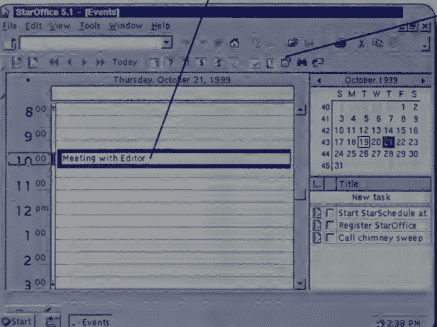 StarOffice 5.1 - [Events]
File Edit View Tools Window Help
Today
Thursday, October 21, 1999
8 00
9 00
10 00 Meeting with Editor
11 00
12 pm
1 00
2 00
3 00
October 1999
S M T W T F S
40 1 2
41 3 4 5 6 7 8 9
42 10 11 12 13 14 15 16
43 17 18 19 20 21 22 23
44 24 25 26 27 28 29 30
45 31
Title
New task
Start StarSchedule at
Register StarOffice
Call chimney sweep
Start Events 2:38 PM